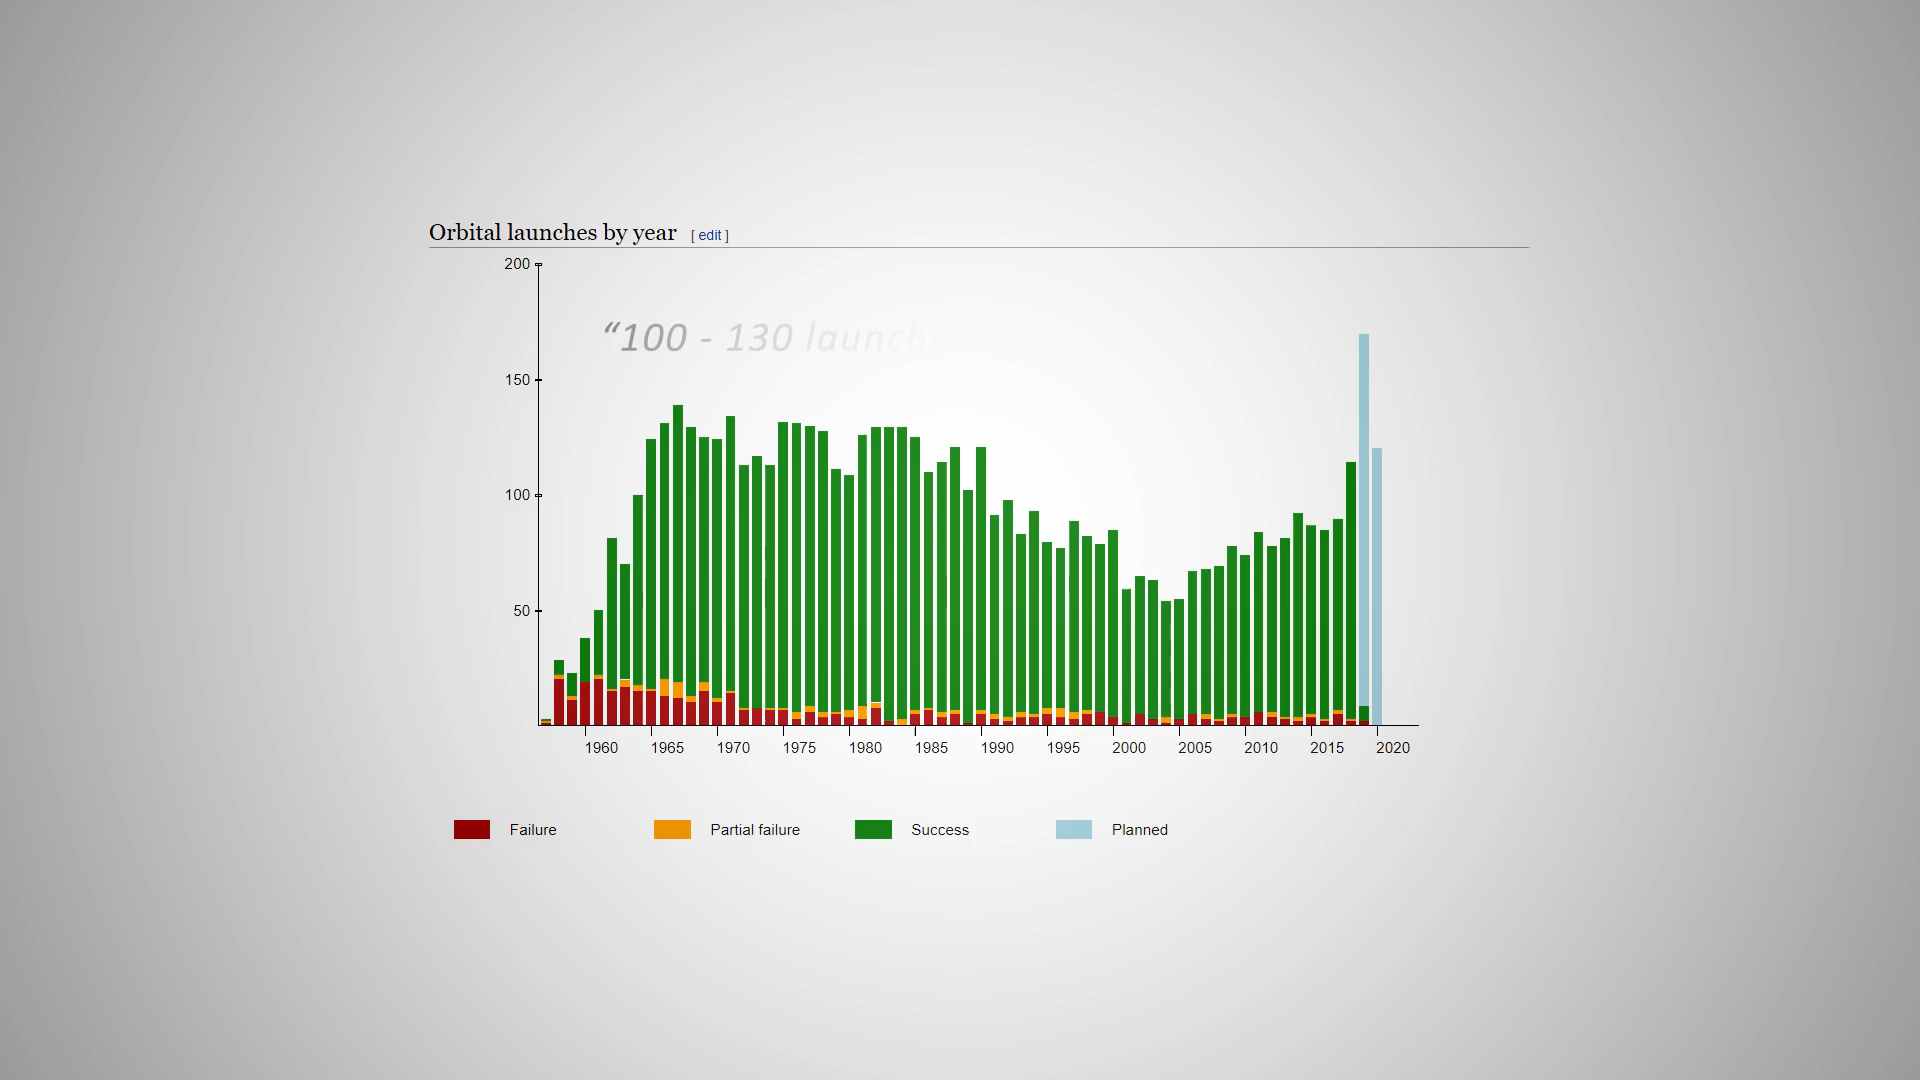 Orbital launches by year [ edit ]
200
“100 - 130 launches
150
100
50
1960 1965 1970 1975 1980 1985 1990 1995 2000 2005 2010 2015 2020
Failure Partial failure Success Planned